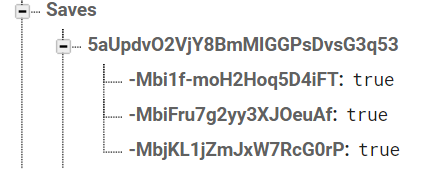 Saves
5aUpdvO2VjY8BmMIGGPsDvsG3q53
-Mbi1f-moH2Hoq5D4iFT: true
-MbiFru7g2yy3XJOeuAf: true
-MbjKL1jZmJxW7RcG0rP: true